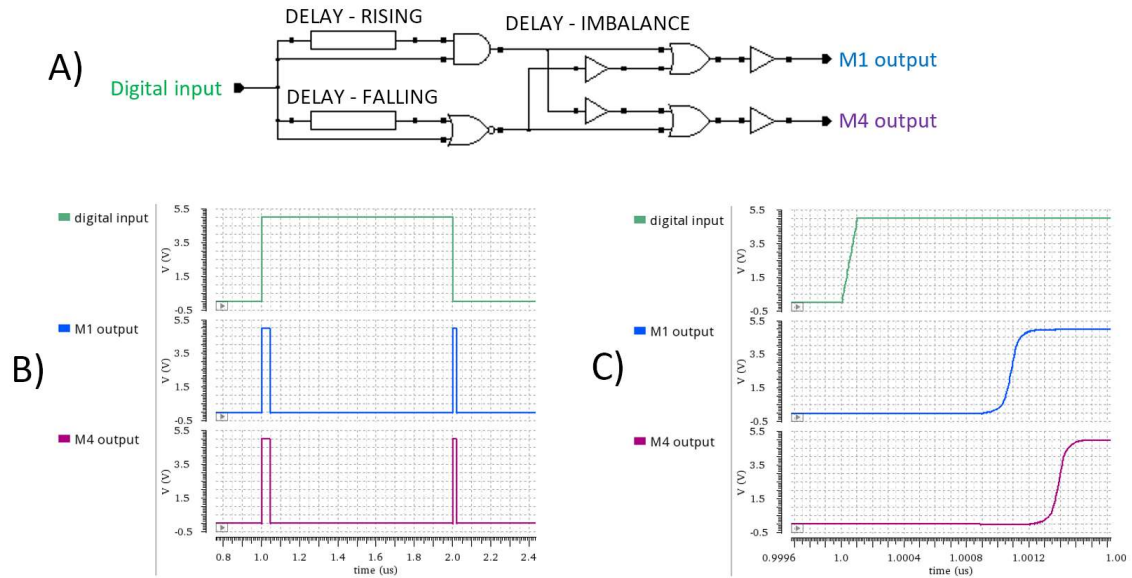 DELAY - RISING
DELAY - IMBALANCE
A)
Digital input
M1 output
DELAY - FALLING
M4 output
B)
digital input
M1 output
M4 output
V (V)
5.5
3.5
1.5
-0.5
V (V)
5.5
3.5
1.5
-0.5
V (V)
5.5
3.5
1.5
-0.5
0.8 1.0 1.2 1.4 1.6 1.8 2.0 2.2 2.4
time (us)
C)
digital input
M1 output
M4 output
V (V)
5.5
3.5
1.5
-0.5
V (V)
5.5
3.5
1.5
-0.5
V (V)
5.5
3.5
1.5
-0.5
0.9996 1.0 1.0004 1.0008 1.0012 1.00
time (us)